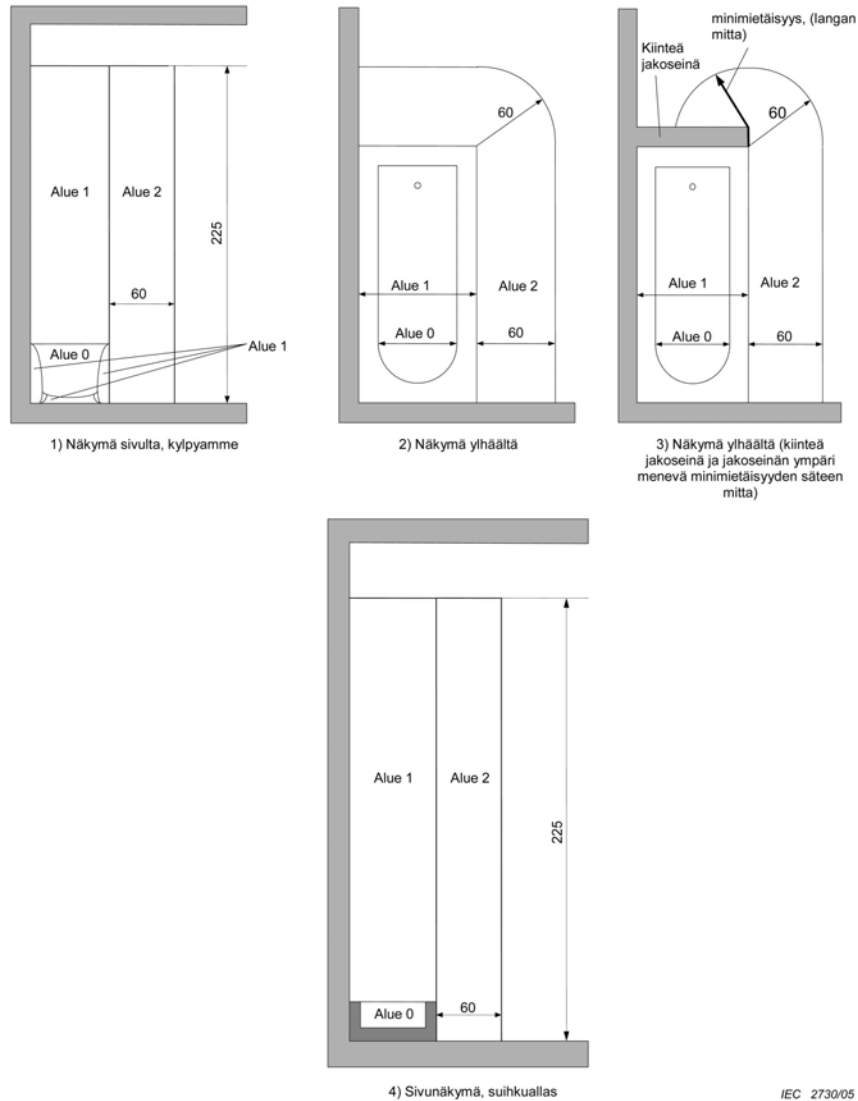 Alue 1
Alue 2
225
60
Alue 0
Alue 1
1) Näkymä sivulta, kylpyamme
60
Alue 1
Alue 2
Alue 0
60
2) Näkymä ylhäältä
minimietäisyys, (langan
mitta)
Kiinteä
jakoseinä
60
Alue 1
Alue 2
Alue 0
60
3) Näkymä ylhäältä (kiinteä
jakoseinä ja jakoseinän ympäri
menevä minimietäisyyden säteen
mitta)
Alue 1
Alue 2
225
Alue 0
60
4) Sivunäkymä, suihkuallas
IEC 2730/05